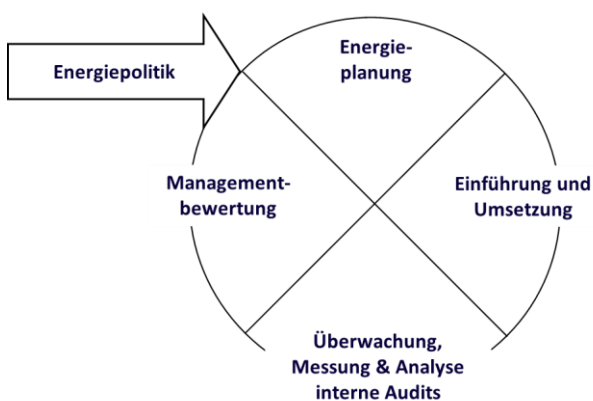 Energiepolitik
Energie-
planung
Einführung und
Umsetzung
Überwachung,
Messung & Analyse
interne Audits
Management-
bewertung